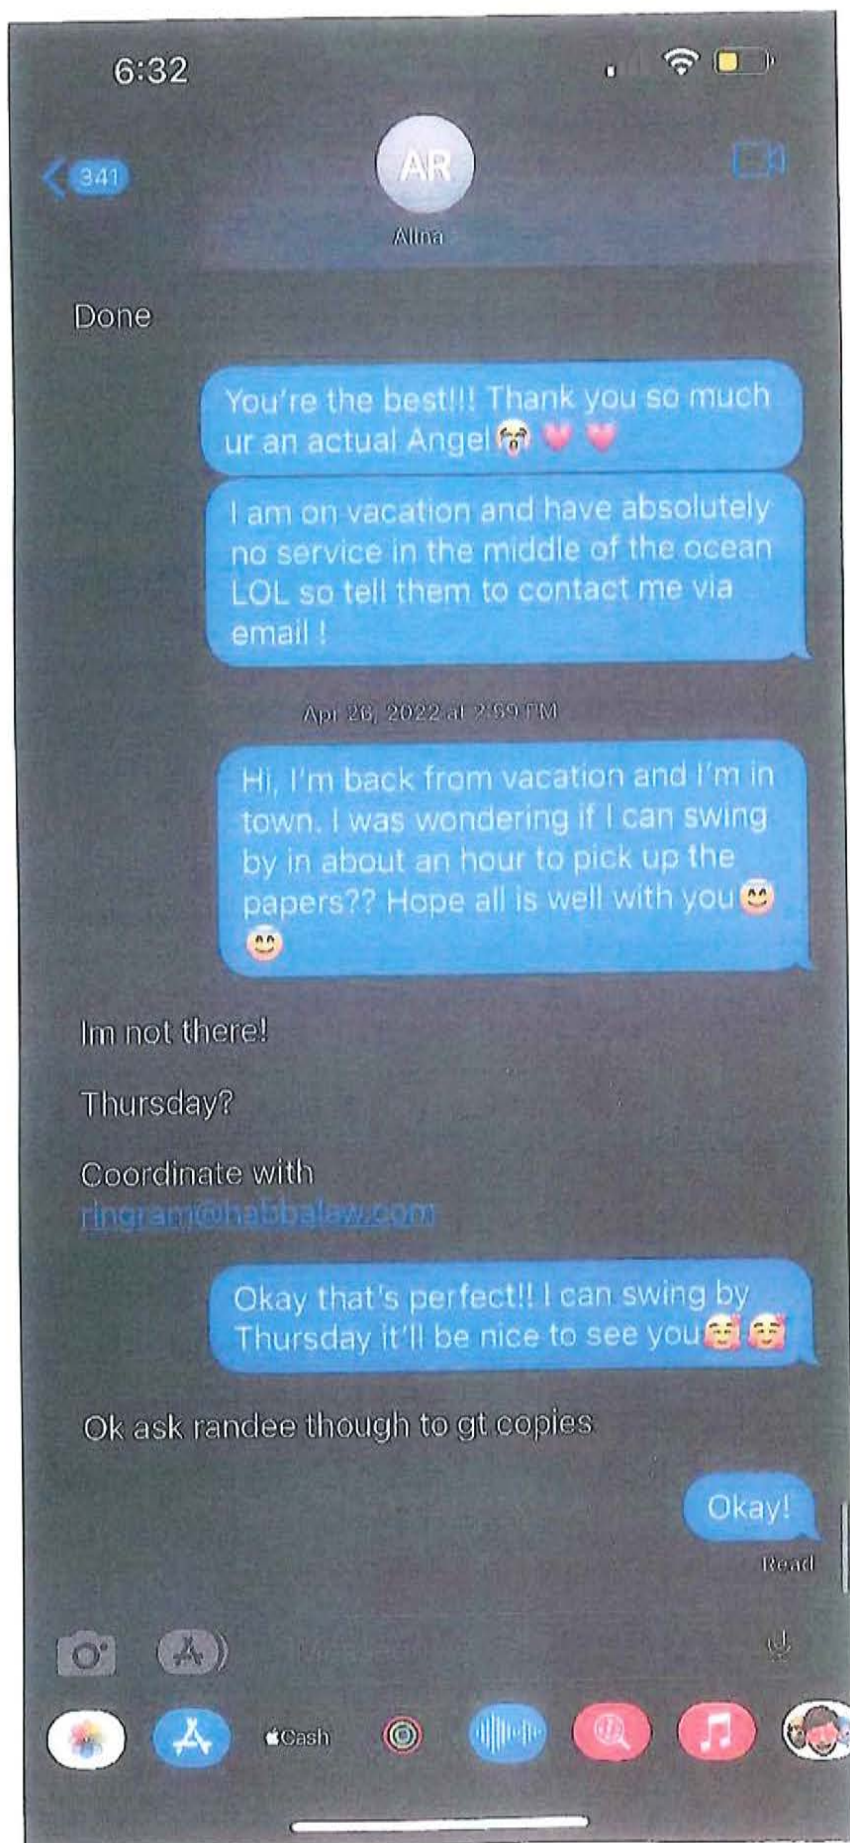 6:32
341
AR
Alina
Done
You're the best!!! Thank you so much
ur an actual Angel😭💗💗
I am on vacation and have absolutely
no service in the middle of the ocean
LOL so tell them to contact me via
email !
Apr 26, 2022 at 2:59 PM
Hi, I'm back from vacation and I'm in
town. I was wondering if I can swing
by in about an hour to pick up the
papers?? Hope all is well with you😇
😇
Im not there!
Thursday?
Coordinate with
ringram@habbalaw.com
Okay that's perfect!! I can swing by
Thursday it'll be nice to see you🥰🥰
Ok ask randee though to gt copies
Okay!
Read
Cash